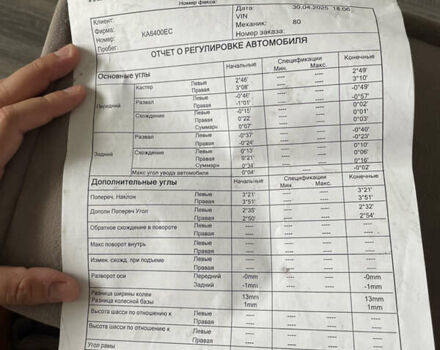 Номер факса:
Клиент: Дата 30.04.2025 18:06
Фирма: VIN
Номер: KA6400EC Механик: 80
Пробег: Номер заказа:
ОТЧЕТ О РЕГУЛИРОВКЕ АВТОМОБИЛЯ
Основные углы Начальные Спецификации Конечные
Мин. Макс.
Передний Кастер Левые 2°46' ---- ---- 2°49'
Правая 3°08' ---- ---- 3°10'
Развал Левые -0°46' ---- ---- -0°49'
Правая -1°01' ---- ---- -0°57'
Схождение Левые -0°15' ---- ---- 0°02'
Правая 0°22' ---- ---- 0°01'
Суммарн 0°07' ---- ---- 0°03'
Задний Развал Левые -0°37' ---- ---- -0°40'
Правая -0°24' ---- ---- -0°23'
Схождение Левые 0°13' ---- ---- 0°10'
Правая 0°21' ---- ---- 0°06'
Суммарн 0°34' ---- ---- 0°16'
Макс угол увода автомобиля 0°04' ---- ---- -0°02'
Дополнительные углы Начальные Спецификации Конечные
Мин. Макс.
Попереч. Наклон Левые 3°21' ---- ---- 3°21'
Правая 3°51' ---- ---- 3°51'
Дополн Попереч Угол Левые 2°35' ---- ---- 2°32'
Правая 2°50' ---- ---- 2°54'
Обратное схождение в повороте Левые ---- ---- ---- ----
Правая ---- ---- ---- ----
Макс поворот внутрь Левые ---- ---- ---- ----
Правая ---- ---- ---- ----
Измен. схожд. при подъеме Левые ---- ---- ---- ----
Правая ---- ---- ---- ----
Разворот оси Передний -0mm ---- ---- -0mm
Задний -1mm ---- ---- -1mm
Разница ширины колеи 13mm ---- ---- 13mm
Разница колесной базы 1mm ---- ---- 1mm
Высота шасси по отношению к Левые ---- ---- ---- ----
Правая ---- ---- ---- ----
Высота шасси по отношению к Левые ---- ---- ---- ----
Правая ---- ---- ---- ----
Угол рамы